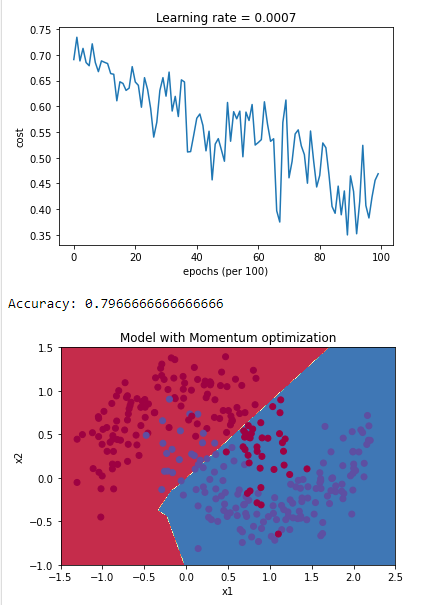 Learning rate = 0.0007
0.75
0.70
0.65
0.60
0.55
0.50
0.45
0.40
0.35
cost
0 20 40 60 80 100
epochs (per 100)
Accuracy: 0.7966666666666666
Model with Momentum optimization
1.5
1.0
0.5
0.0
−0.5
−1.0
x2
−1.5 −1.0 −0.5 0.0 0.5 1.0 1.5 2.0 2.5
x1